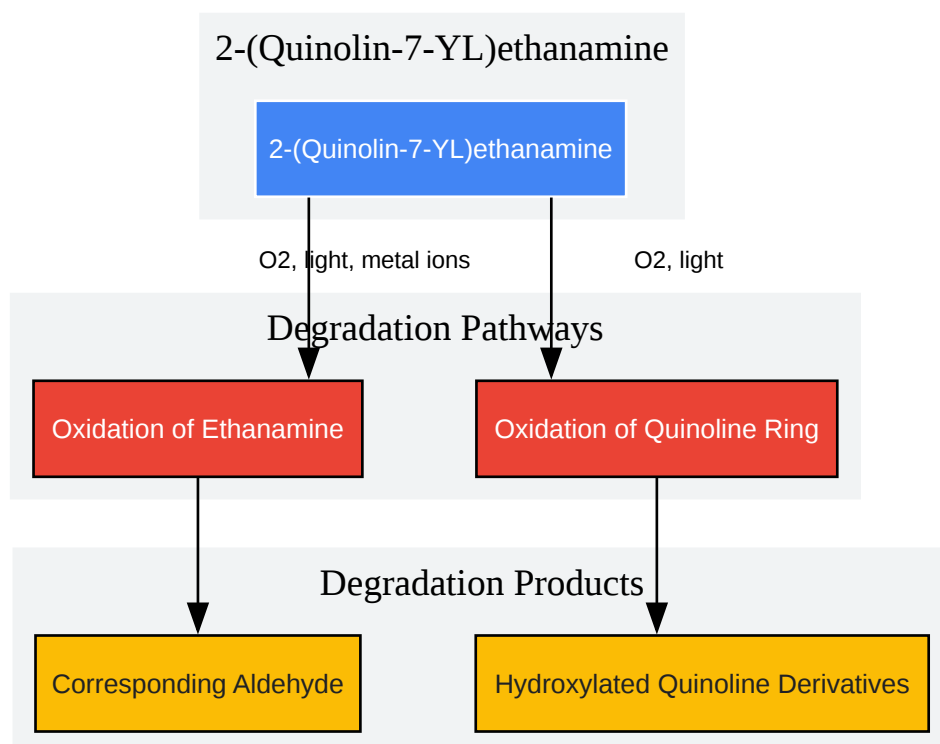 2-(Quinolin-7-YL)ethanamine
2-(Quinolin-7-YL)ethanamine
O2, light, metal ions
O2, light
Degradation Pathways
Oxidation of Ethanamine
Oxidation of Quinoline Ring
Degradation Products
Corresponding Aldehyde
Hydroxylated Quinoline Derivatives